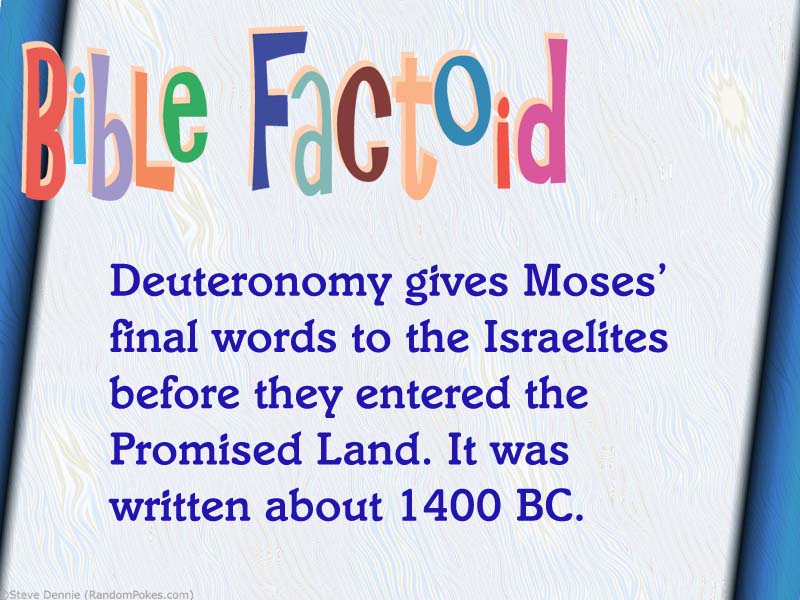 Bible Factoid
Deuteronomy gives Moses’
final words to the Israelites
before they entered the
Promised Land. It was
written about 1400 BC.
©Steve Dennie (RandomPokes.com)